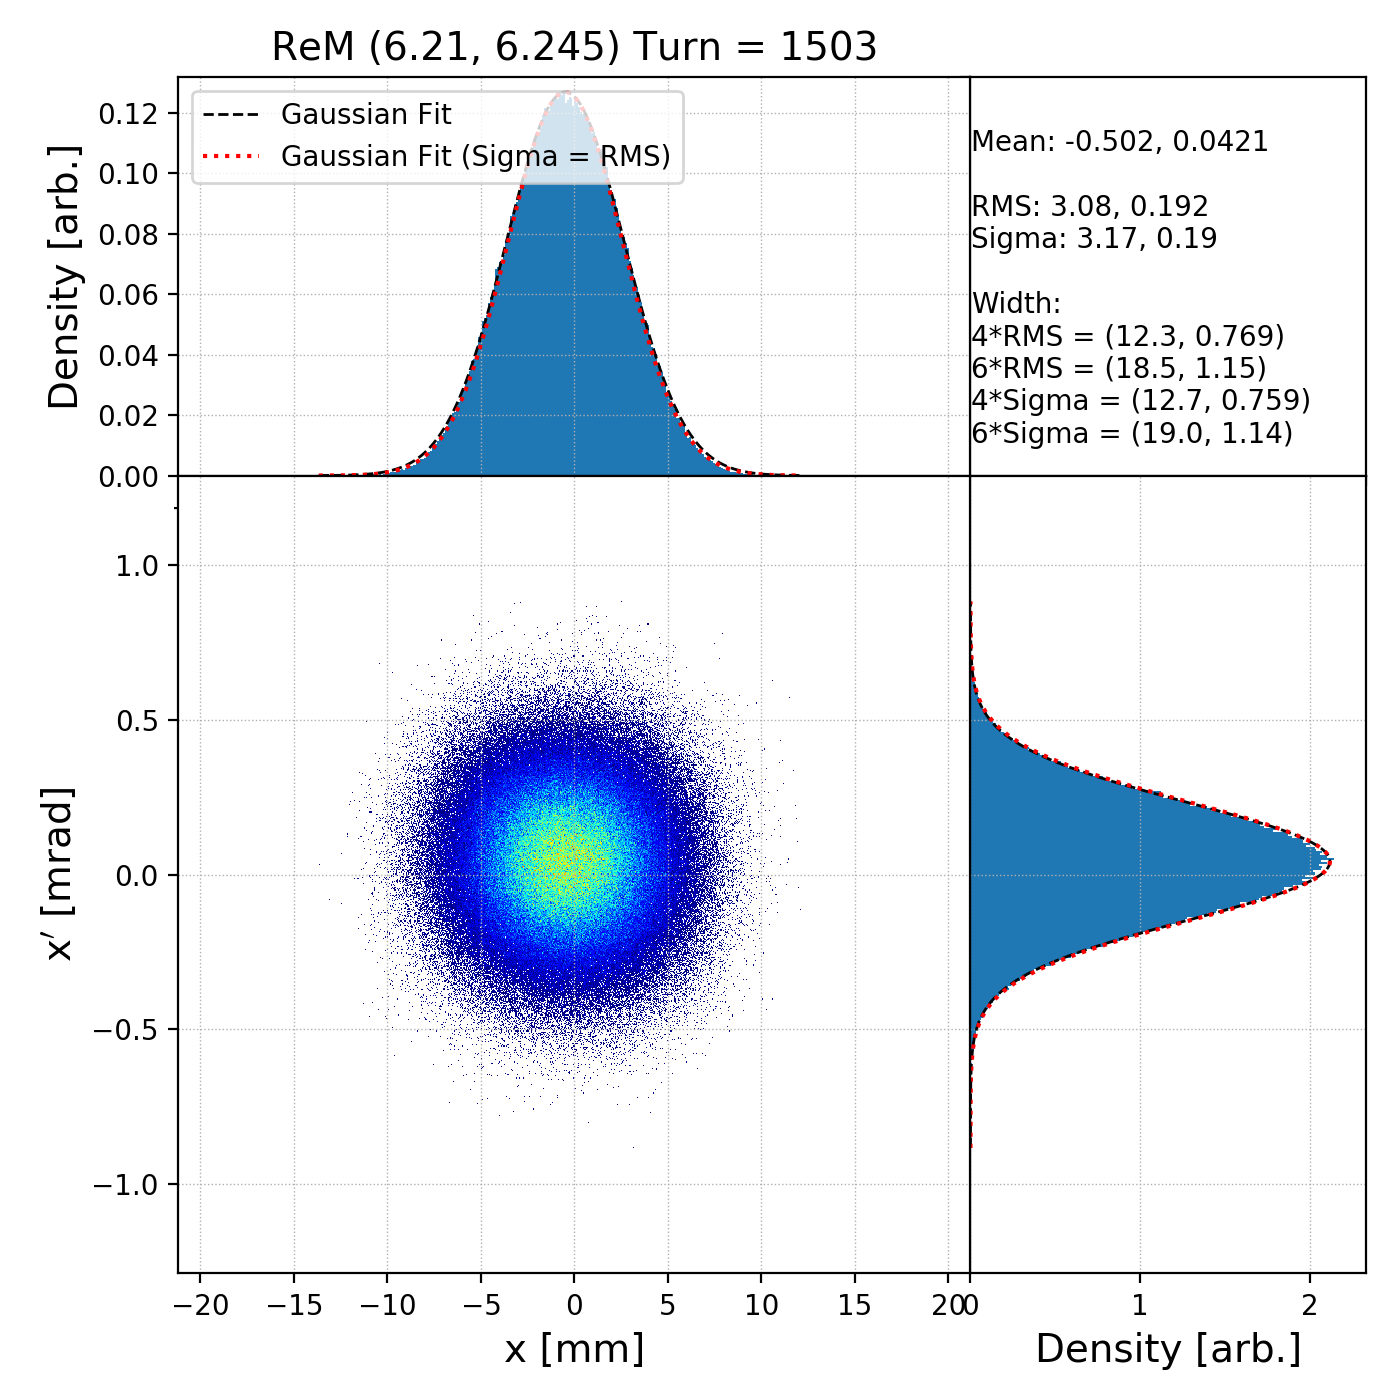 ReM (6.21, 6.245) Turn = 1503
Density [arb.]
0.12
0.10
0.08
0.06
0.04
0.02
0.00
Gaussian Fit
Gaussian Fit (Sigma = RMS)
Mean: -0.502, 0.0421
RMS: 3.08, 0.192
Sigma: 3.17, 0.19
Width:
4*RMS = (12.3, 0.769)
6*RMS = (18.5, 1.15)
4*Sigma = (12.7, 0.759)
6*Sigma = (19.0, 1.14)
x′ [mrad]
1.0
0.5
0.0
−0.5
−1.0
−20 −15 −10 −5 0 5 10 15 20
x [mm]
0 1 2
Density [arb.]